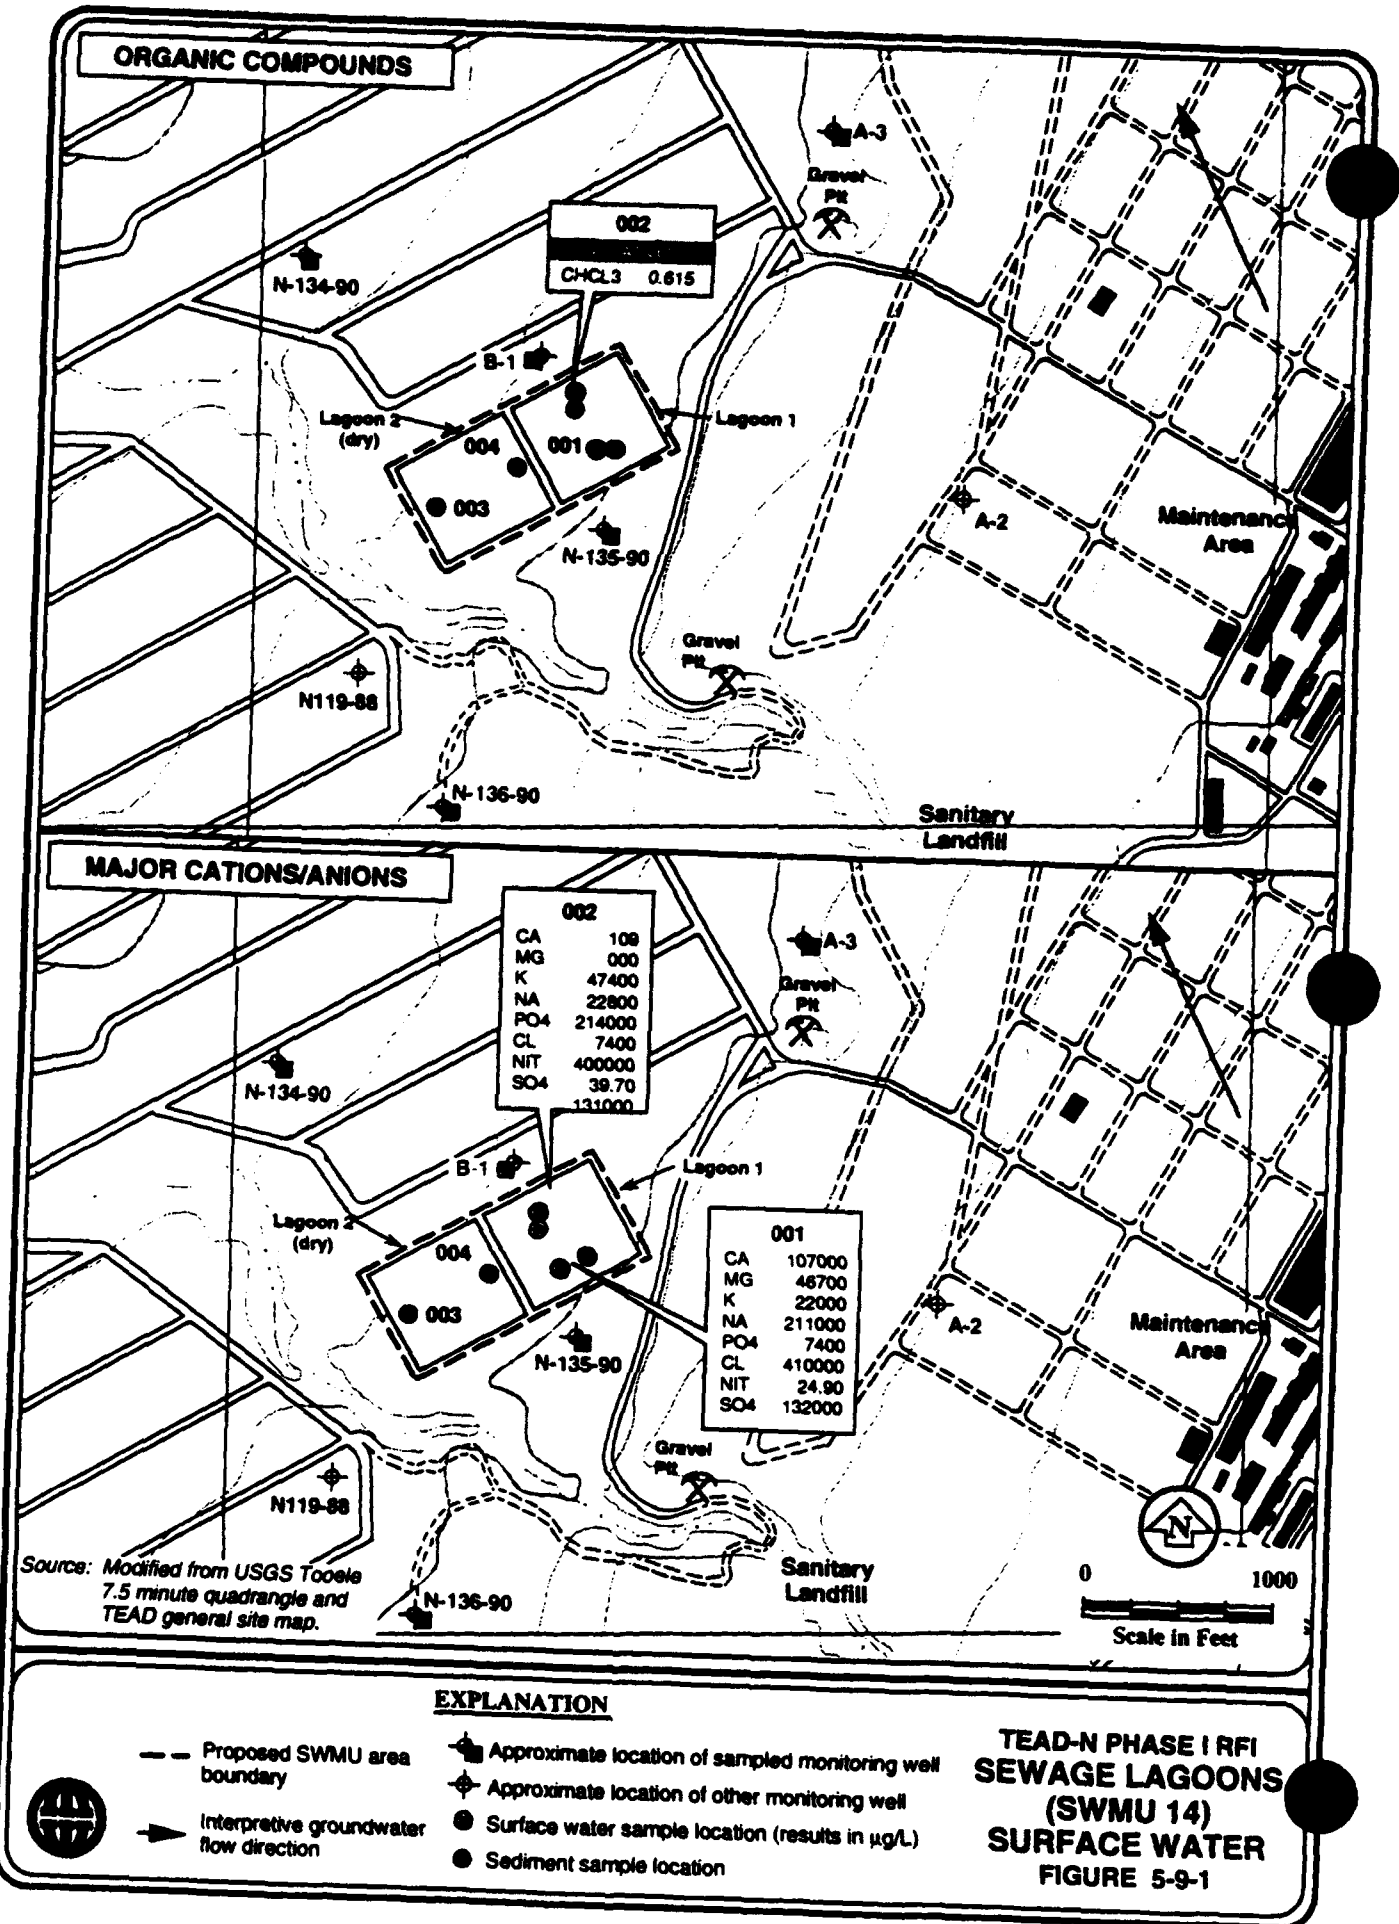 ORGANIC COMPOUNDS
A-3
Gravel
Pit
002
CHCL3 0.615
N-134-90
B-1
Lagoon 2
(dry)
Lagoon 1
004
001
003
A-2
Maintenance
Area
N-135-90
Gravel
Pit
N119-88
N-136-90
Sanitary
Landfill
MAJOR CATIONS/ANIONS
002
CA 109
MG 000
K 47400
NA 22800
PO4 214000
CL 7400
NIT 400000
SO4 39.70
131000
A-3
Gravel
Pit
N-134-90
B-1
Lagoon 1
Lagoon 2
(dry)
004
003
001
CA 107000
MG 46700
K 22000
NA 211000
PO4 7400
CL 410000
NIT 24.90
SO4 132000
A-2
Maintenance
Area
N-135-90
Gravel
Pit
N119-88
N
Source: Modified from USGS Tooele
7.5 minute quadrangle and
TEAD general site map.
N-136-90
Sanitary
Landfill
0 1000
Scale in Feet
EXPLANATION
Proposed SWMU area
boundary
Interpretive groundwater
flow direction
Approximate location of sampled monitoring well
Approximate location of other monitoring well
Surface water sample location (results in µg/L)
Sediment sample location
TEAD-N PHASE I RFI
SEWAGE LAGOONS
(SWMU 14)
SURFACE WATER
FIGURE 5-9-1